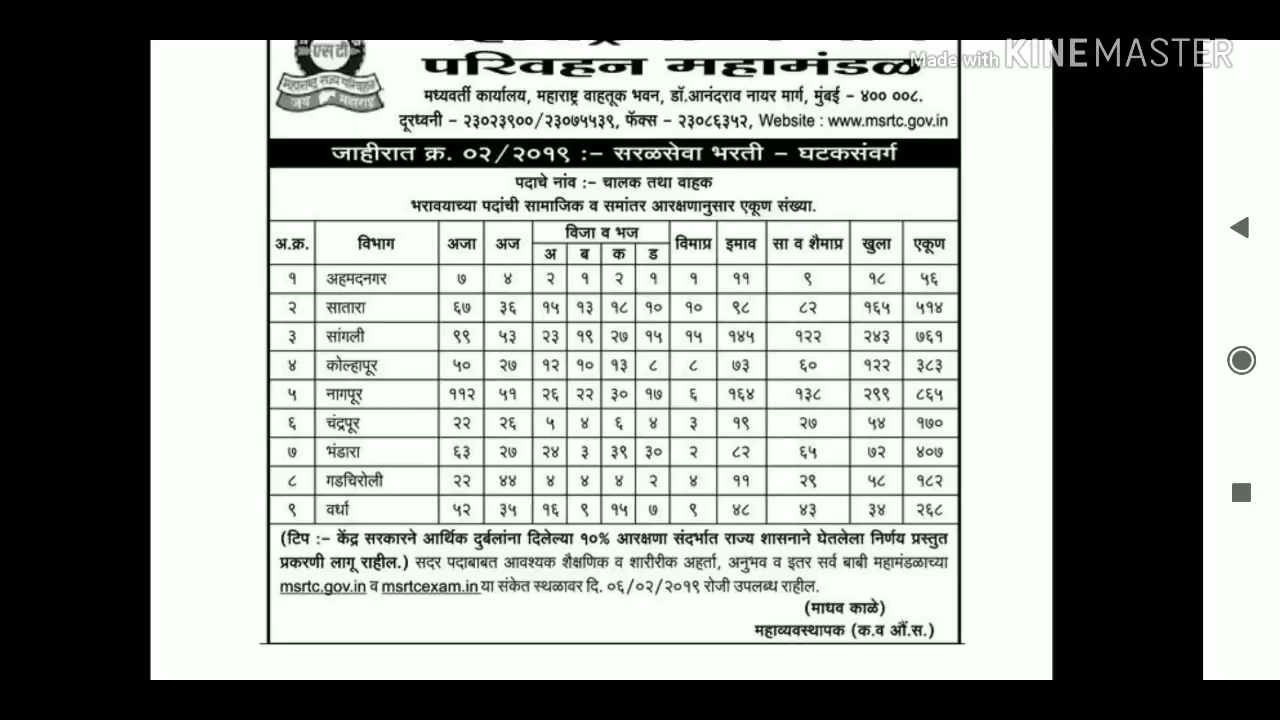 Made with KINEMASTER
एस टी
परिवहन महामंडळ
महाराष्ट्र राज्य परिवहन
जय महाराष्ट्र
मध्यवर्ती कार्यालय, महाराष्ट्र वाहतूक भवन, डॉ.आनंदराव नायर मार्ग, मुंबई – ४०० ००८.
दूरध्वनी – २३०२३९००/२३०७५५३९, फॅक्स – २३०८६३५२, Website : www.msrtc.gov.in
जाहीरात क्र. ०२/२०१९ :– सरळसेवा भरती – घटकसंवर्ग
पदाचे नांव :– चालक तथा वाहक
भरावयाच्या पदांची सामाजिक व समांतर आरक्षणानुसार एकूण संख्या.
अ.क्र. विभाग अजा अज विजा व भज विमाप्र इमाव सा व शैमाप्र खुला एकूण
अ ब क ड
१ अहमदनगर ७ ४ २ १ २ १ १ ११ ९ १८ ५६
२ सातारा ६७ ३६ १५ १३ १८ १० १० ९८ ८२ १६५ ५१४
३ सांगली ९९ ५३ २३ १९ २७ १५ १५ १४५ १२२ २४३ ७६१
४ कोल्हापूर ५० २७ १२ १० १३ ८ ८ ७३ ६० १२२ ३८३
५ नागपूर ११२ ५१ २६ २२ ३० १७ ६ १६४ १३८ २९९ ८६५
६ चंद्रपूर २२ २६ ५ ४ ६ ४ ३ १९ २७ ५४ १७०
७ भंडारा ६३ २७ २४ ३ ३९ ३० २ ८२ ६५ ७२ ४०७
८ गडचिरोली २२ ४४ ४ ४ ४ २ ४ ११ २९ ५८ १८२
९ वर्धा ५२ ३५ १६ ९ १५ ७ ९ ४८ ४३ ३४ २६८
(टिप :– केंद्र सरकारने आर्थिक दुर्बलांना दिलेल्या १०% आरक्षणा संदर्भात राज्य शासनाने घेतलेला निर्णय प्रस्तुत
प्रकरणी लागू राहील.) सदर पदाबाबत आवश्यक शैक्षणिक व शारीरीक अहर्ता, अनुभव व इतर सर्व बाबी महामंडळाच्या
msrtc.gov.in व msrtcexam.in या संकेत स्थळावर दि. ०६/०२/२०१९ रोजी उपलब्ध राहील.
(माधव काळे)
महाव्यवस्थापक (क.व औं.स.)